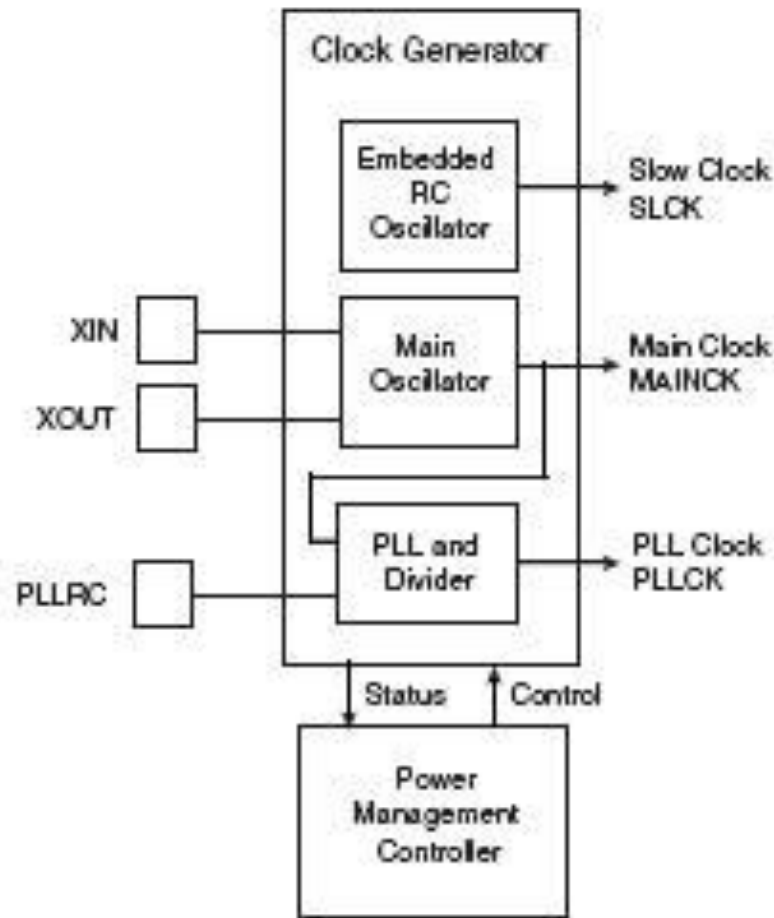 Clock Generator
Embedded
RC
Oscillator
Slow Clock
SLCK
XIN
Main
Oscillator
Main Clock
MAINCK
XOUT
PLL and
Divider
PLL Clock
PLLCK
PLLRC
Status
Control
Power
Management
Controller